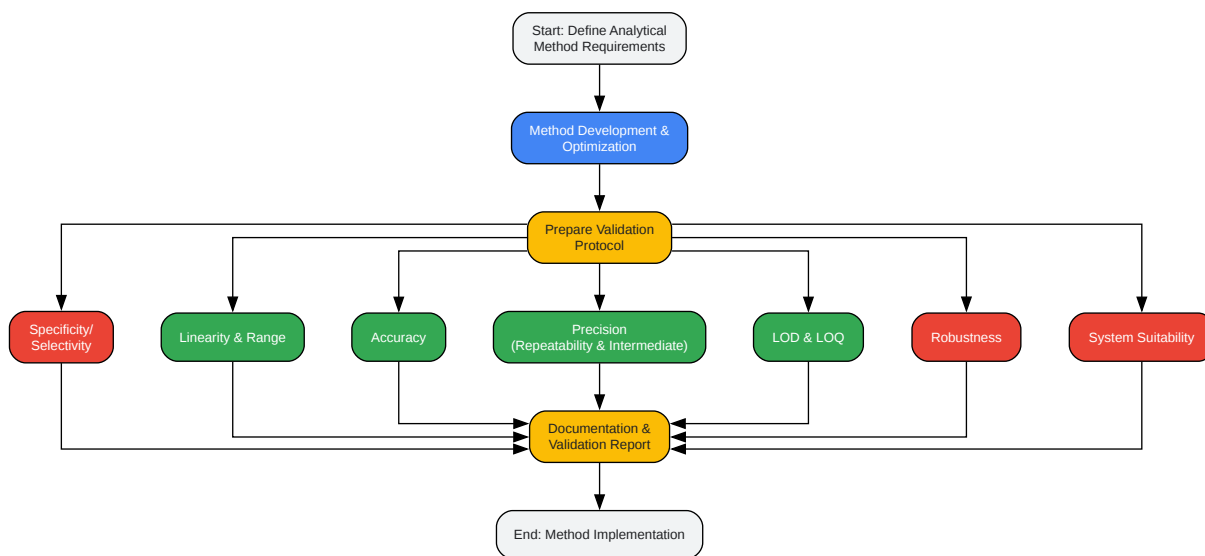 Start: Define Analytical
Method Requirements
Method Development &
Optimization
Prepare Validation
Protocol
Specificity/
Selectivity
Linearity & Range
Accuracy
Precision
(Repeatability & Intermediate)
LOD & LOQ
Robustness
System Suitability
Documentation &
Validation Report
End: Method Implementation